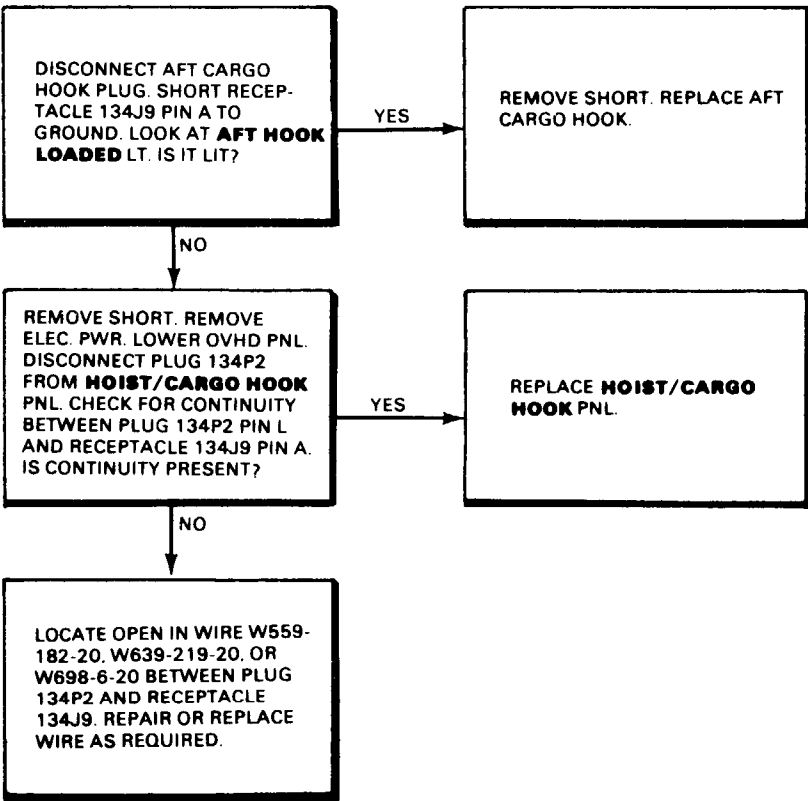 DISCONNECT AFT CARGO
HOOK PLUG. SHORT RECEP-
TACLE 134J9 PIN A TO
GROUND. LOOK AT AFT HOOK
LOADED LT. IS IT LIT?
YES
REMOVE SHORT. REPLACE AFT
CARGO HOOK.
NO
REMOVE SHORT. REMOVE
ELEC. PWR. LOWER OVHD PNL.
DISCONNECT PLUG 134P2
FROM HOIST/CARGO HOOK
PNL. CHECK FOR CONTINUITY
BETWEEN PLUG 134P2 PIN L
AND RECEPTACLE 134J9 PIN A.
IS CONTINUITY PRESENT?
YES
REPLACE HOIST/CARGO
HOOK PNL.
NO
LOCATE OPEN IN WIRE W559-
182-20, W639-219-20, OR
W698-6-20 BETWEEN PLUG
134P2 AND RECEPTACLE
134J9. REPAIR OR REPLACE
WIRE AS REQUIRED.